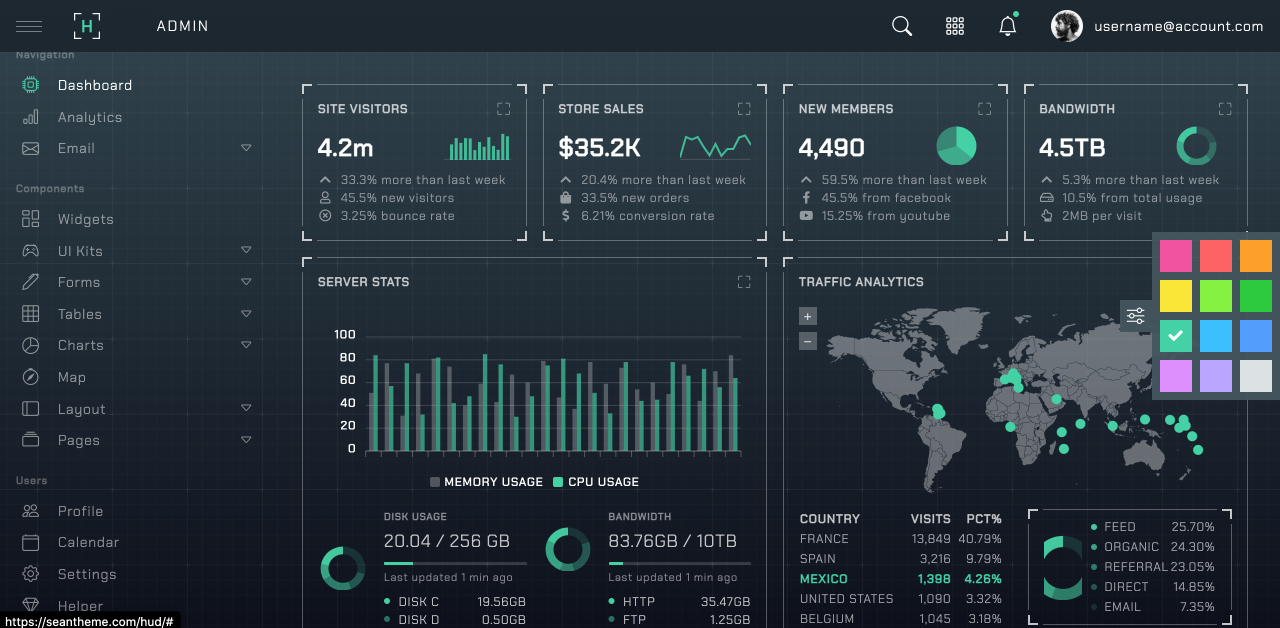 H
ADMIN
username@account.com
Navigation
Dashboard
Analytics
Email
Components
Widgets
UI Kits
Forms
Tables
Charts
Map
Layout
Pages
Users
Profile
Calendar
Settings
Helper
https://seantheme.com/hud/#
SITE VISITORS
4.2m
33.3% more than last week
45.5% new visitors
3.25% bounce rate
STORE SALES
$35.2K
20.4% more than last week
33.5% new orders
6.21% conversion rate
NEW MEMBERS
4,490
59.5% more than last week
45.5% from facebook
15.25% from youtube
BANDWIDTH
4.5TB
5.3% more than last week
10.5% from total usage
2MB per visit
SERVER STATS
100
80
60
40
20
0
MEMORY USAGE CPU USAGE
DISK USAGE
20.04 / 256 GB
Last updated 1 min ago
DISK C 19.56GB
DISK D 0.50GB
BANDWIDTH
83.76GB / 10TB
Last updated 1 min ago
HTTP 35.47GB
FTP 1.25GB
TRAFFIC ANALYTICS
+
−
COUNTRY VISITS PCT%
FRANCE 13,849 40.79%
SPAIN 3,216 9.79%
MEXICO 1,398 4.26%
UNITED STATES 1,090 3.32%
BELGIUM 1,045 3.18%
FEED 25.70%
ORGANIC 24.30%
REFERRAL 23.05%
DIRECT 14.85%
EMAIL 7.35%